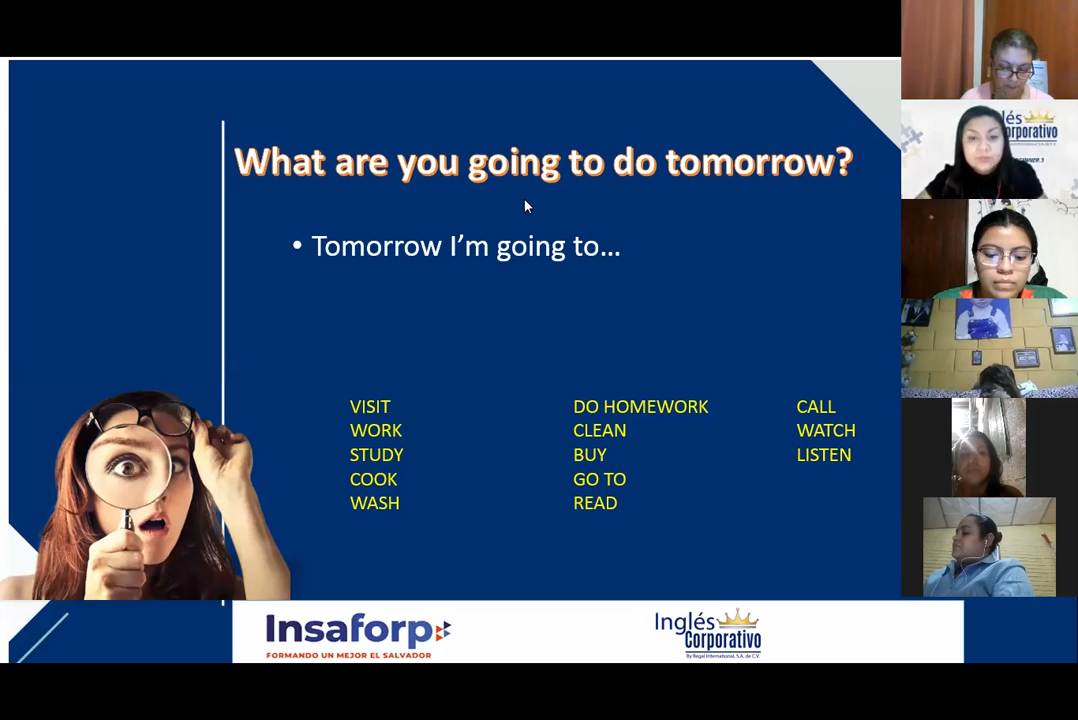 What are you going to do tomorrow?
• Tomorrow I'm going to...
VISIT
WORK
STUDY
COOK
WASH
DO HOMEWORK
CLEAN
BUY
GO TO
READ
CALL
WATCH
LISTEN
Insaforp
FORMANDO UN MEJOR EL SALVADOR
Inglés
Corporativo
By Regal International, S.A. de C.V.